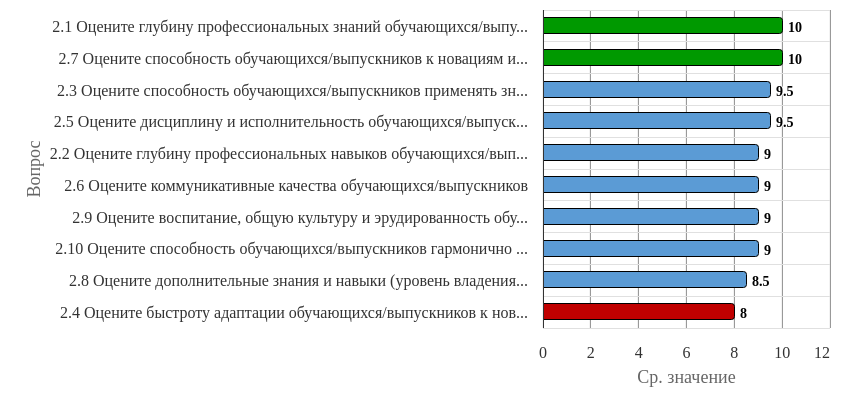 2.1 Оцените глубину профессиональных знаний обучающихся/выпу... 10
2.7 Оцените способность обучающихся/выпускников к новациям и... 10
2.3 Оцените способность обучающихся/выпускников применять зн... 9.5
2.5 Оцените дисциплину и исполнительность обучающихся/выпуск... 9.5
2.2 Оцените глубину профессиональных навыков обучающихся/вып... 9
2.6 Оцените коммуникативные качества обучающихся/выпускников 9
2.9 Оцените воспитание, общую культуру и эрудированность обу... 9
2.10 Оцените способность обучающихся/выпускников гармонично ... 9
2.8 Оцените дополнительные знания и навыки (уровень владения... 8.5
2.4 Оцените быстроту адаптации обучающихся/выпускников к нов... 8
Вопрос
0 2 4 6 8 10 12
Ср. значение